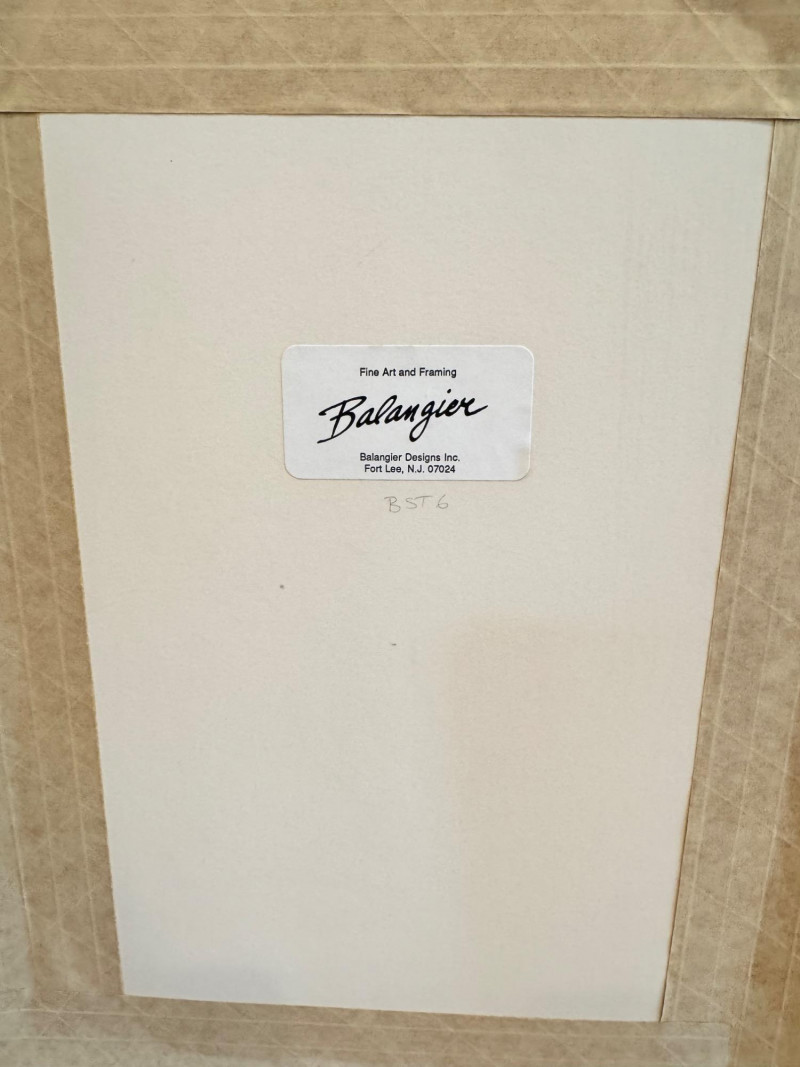 Fine Art and Framing
Balangier
Balangier Designs Inc.
Fort Lee, N.J. 07024
BST6